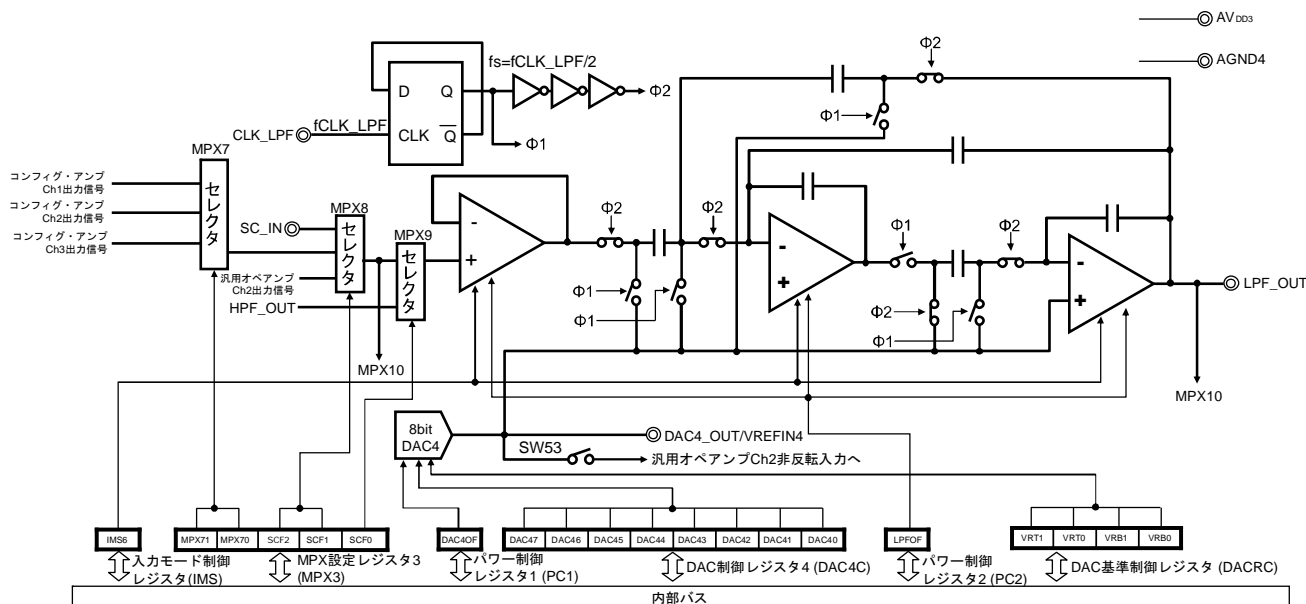 AVDD3
AGND4
fs=fCLK_LPF/2
D
Q
CLK
Q
CLK_LPF
fCLK_LPF
Φ2
Φ1
Φ2
Φ1
MPX7
セレクタ
コンフィグ・アンプ
Ch1出力信号
コンフィグ・アンプ
Ch2出力信号
コンフィグ・アンプ
Ch3出力信号
SC_IN
MPX8
セレクタ
汎用オペアンプ
Ch2出力信号
MPX9
セレクタ
HPF_OUT
MPX10
-
+
Φ2
Φ2
Φ1
Φ1
-
+
Φ1
Φ2
Φ2
Φ1
-
+
LPF_OUT
MPX10
8bit
DAC4
DAC4_OUT/VREFIN4
SW53
汎用オペアンプCh2非反転入力へ
IMS6
MPX71
MPX70
SCF2
SCF1
SCF0
DAC4OF
DAC47
DAC46
DAC45
DAC44
DAC43
DAC42
DAC41
DAC40
LPFOF
VRT1
VRT0
VRB1
VRB0
入力モード制御
レジスタ(IMS)
MPX設定レジスタ3
(MPX3)
パワー制御
レジスタ1 (PC1)
DAC制御レジスタ4 (DAC4C)
パワー制御
レジスタ2 (PC2)
DAC基準制御レジスタ (DACRC)
内部バス